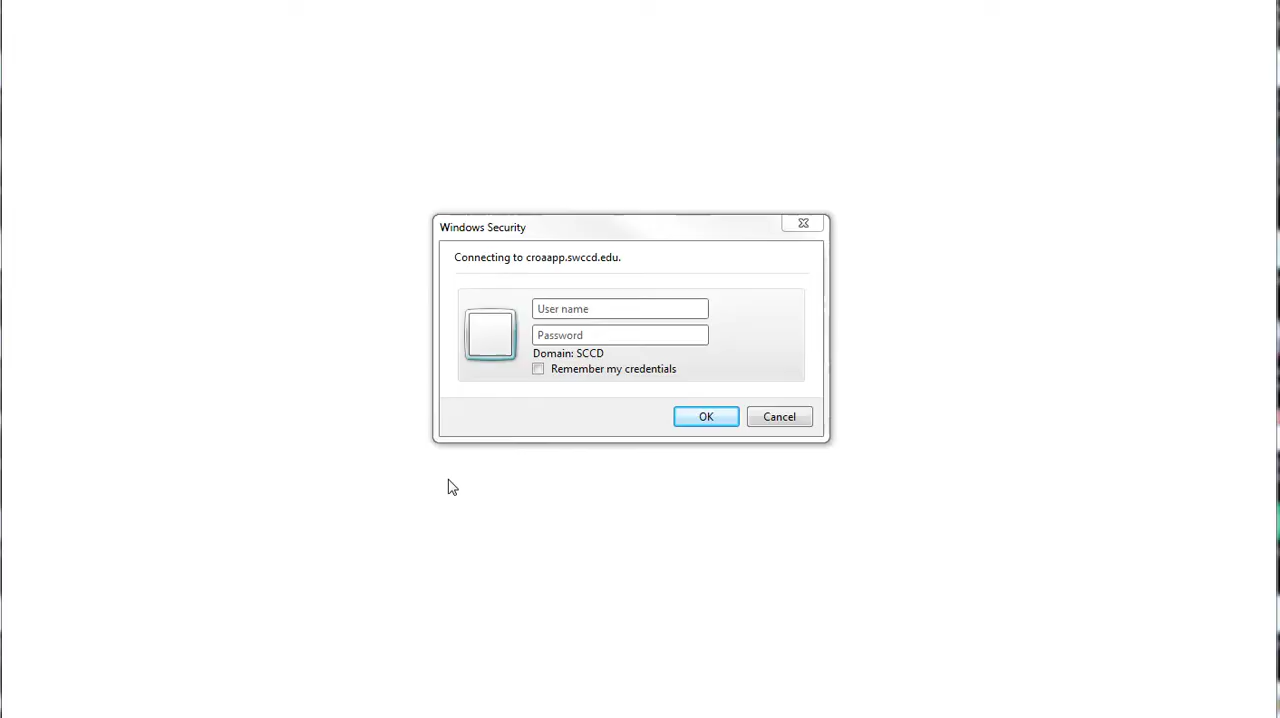 Windows Security
Connecting to croaapp.swccd.edu.
User name
Password
Domain: SCCD
Remember my credentials
OK
Cancel